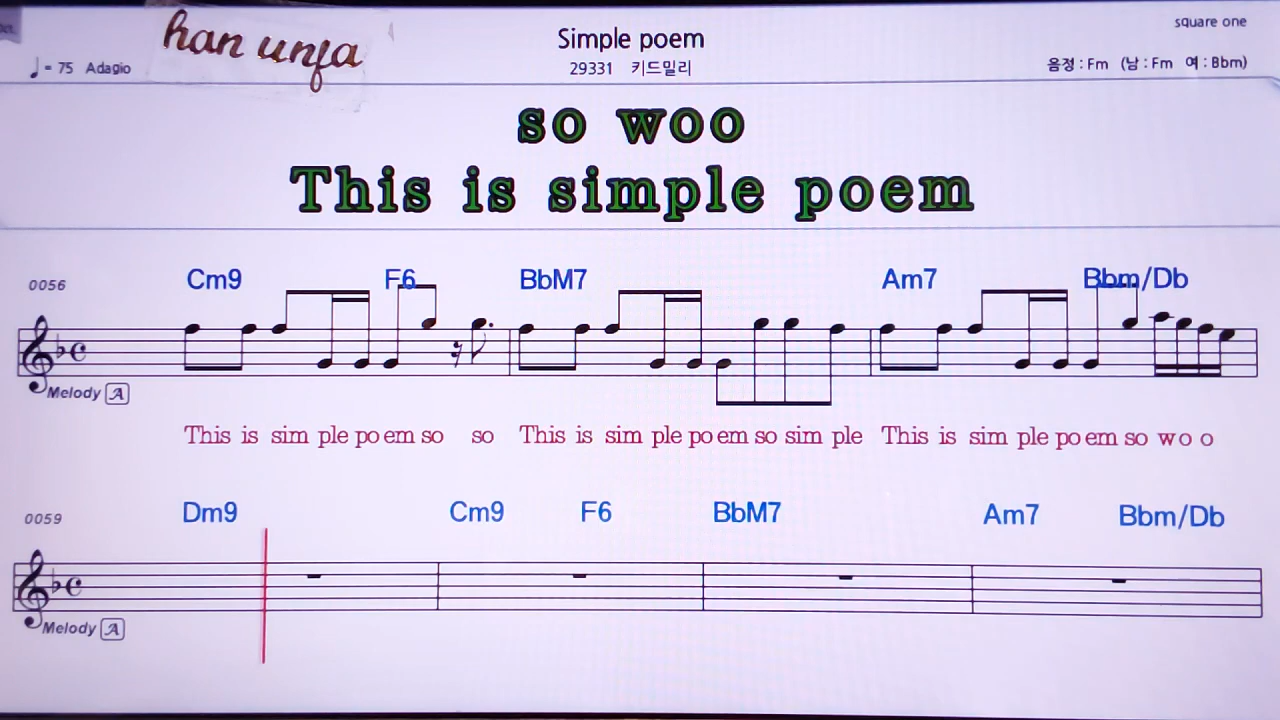 han unfa
Simple poem
square one
♩ = 75 Adagio
29331 키드밀리
음정 : Fm (남 : Fm 여 : Bbm)
so woo
This is simple poem
0056
Cm9 F6 BbM7 Am7 Bbm/Db
Melody A
This is sim ple po em so so This is sim ple po em so sim ple This is sim ple po em so wo o
0059
Dm9 Cm9 F6 BbM7 Am7 Bbm/Db
Melody A